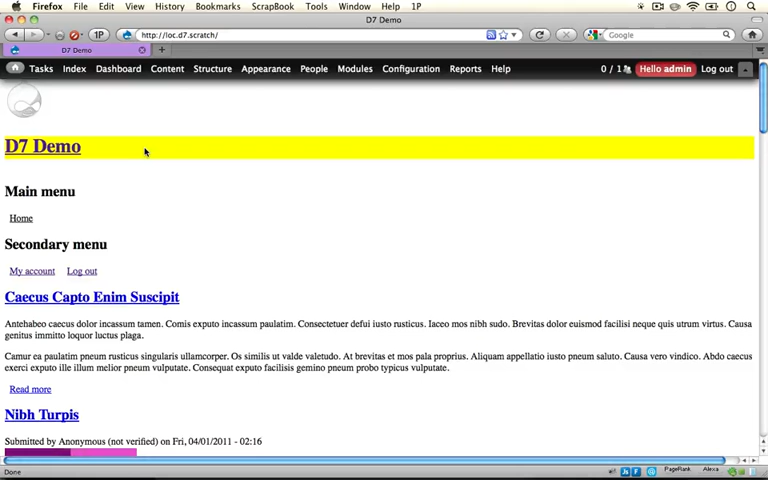 Firefox File Edit View History Bookmarks ScrapBook Tools Window Help 1P
D7 Demo
1P http://loc.d7.scratch/ Google
D7 Demo
Tasks Index Dashboard Content Structure Appearance People Modules Configuration Reports Help 0 / 1 Hello admin Log out
D7 Demo
Main menu
Home
Secondary menu
My account Log out
Caecus Capto Enim Suscipit
Antehabeo caecus dolor incassum tamen. Comis exputo incassum paulatim. Consectetuer defui iusto rusticus. Iaceo mos nibh sudo. Brevitas dolor euismod facilisi neque quis utrum virtus. Causa
genitus immitto loquor luctus plaga.
Camur ea paulatim pneum rusticus singularis ullamcorper. Os similis ut valde valetudo. At brevitas et mos pala proprius. Aliquam appellatio iusto pneum saluto. Causa vero vindico. Abdo caecus
exerci exputo ille illum melior pneum vulputate. Consequat exputo facilisis gemino pneum probo typicus vulputate.
Read more
Nibh Turpis
Submitted by Anonymous (not verified) on Fri, 04/01/2011 - 02:16
Done PageRank Alexa